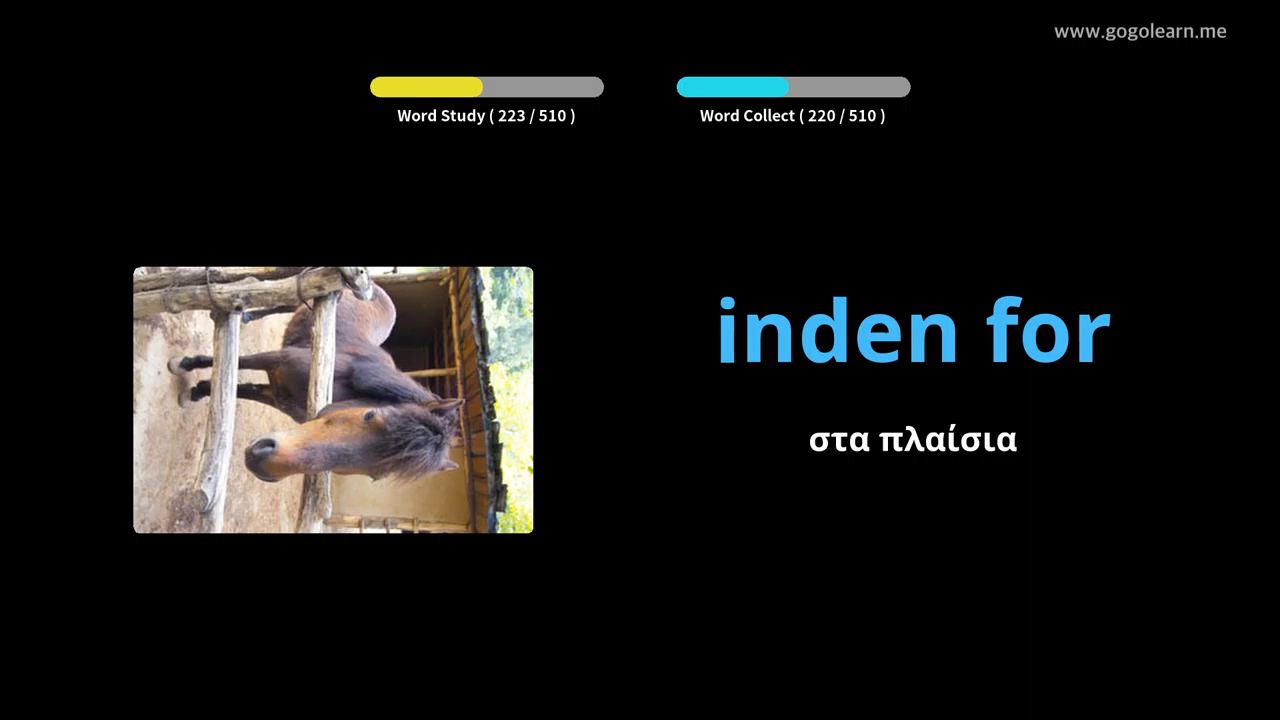 www.gogolearn.me
Word Study ( 223 / 510 )
Word Collect ( 220 / 510 )
inden for
στα πλαίσια